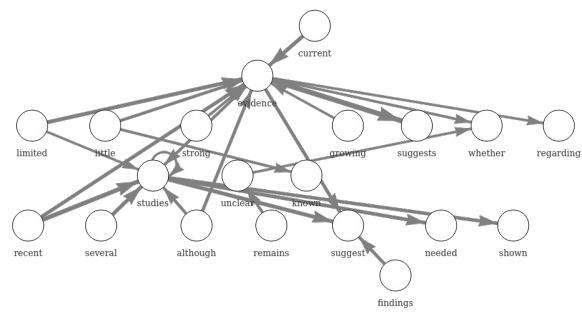 current
evidence
limited little strong growing suggests whether regarding
studies unclear known
recent several although remains suggest needed shown
findings